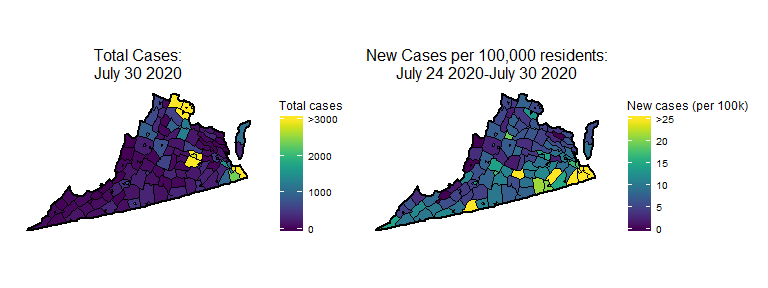 Total Cases:
July 30 2020
Total cases
>3000
2000
1000
0
New Cases per 100,000 residents:
July 24 2020-July 30 2020
New cases (per 100k)
>25
20
15
10
5
0